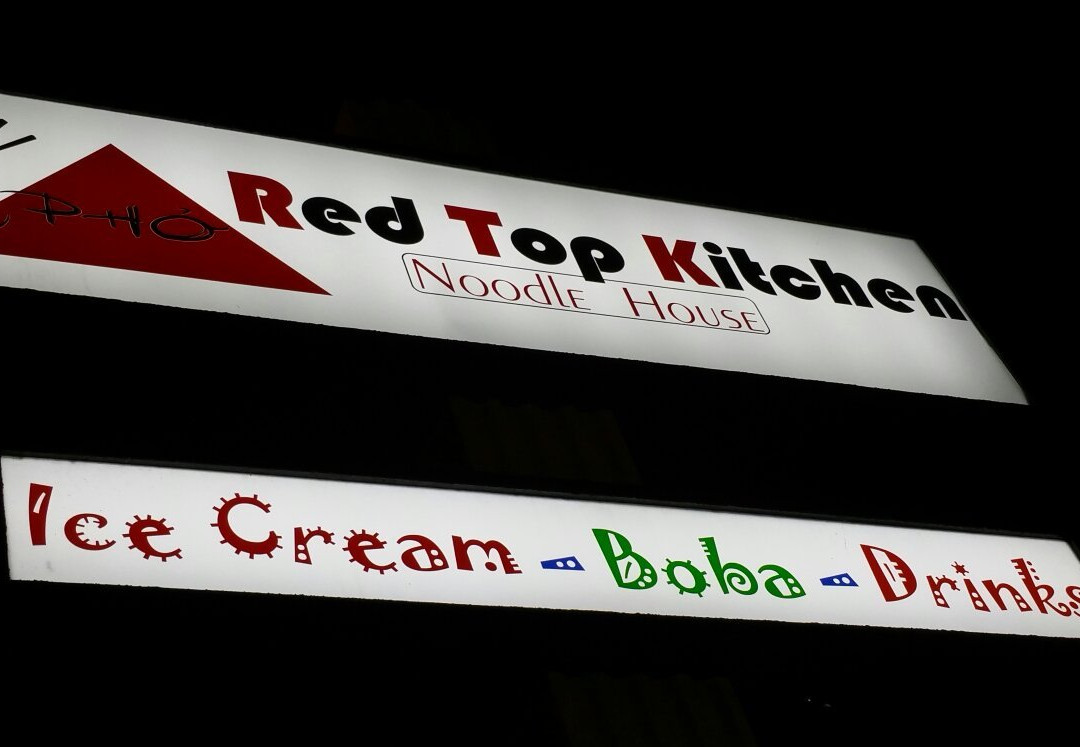 PHỞ
Red Top Kitchen
Noodle House
Ice Cream - Boba - Drinks